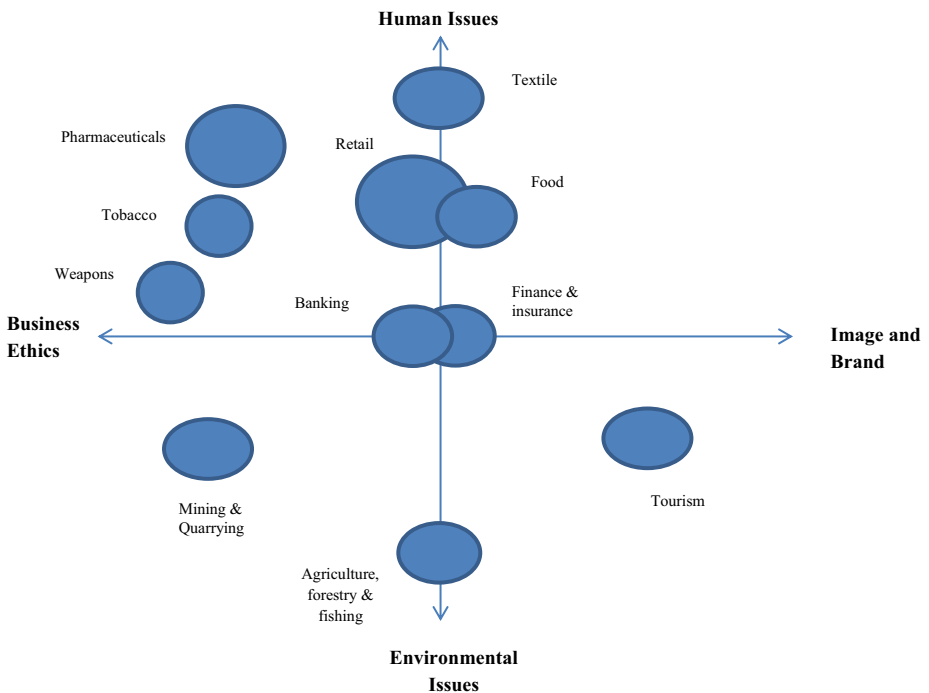 Human Issues
Textile
Pharmaceuticals
Retail
Food
Tobacco
Weapons
Banking
Finance &
insurance
Business
Ethics
Image and
Brand
Mining &
Quarrying
Tourism
Agriculture,
forestry &
fishing
Environmental
Issues